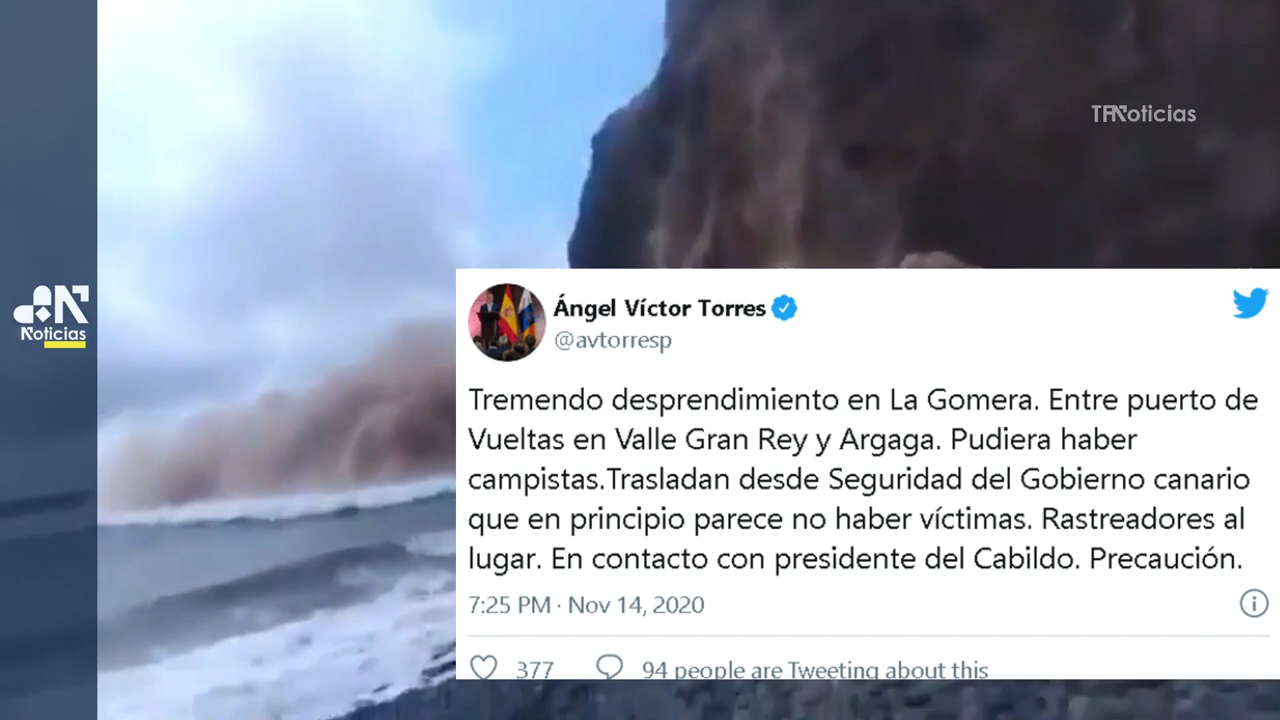 TFNoticias
AN
Noticias
Ángel Víctor Torres
@avtorresp
Tremendo desprendimiento en La Gomera. Entre puerto de
Vueltas en Valle Gran Rey y Argaga. Pudiera haber
campistas.Trasladan desde Seguridad del Gobierno canario
que en principio parece no haber víctimas. Rastreadores al
lugar. En contacto con presidente del Cabildo. Precaución.
7:25 PM · Nov 14, 2020
377
94 people are Tweeting about this